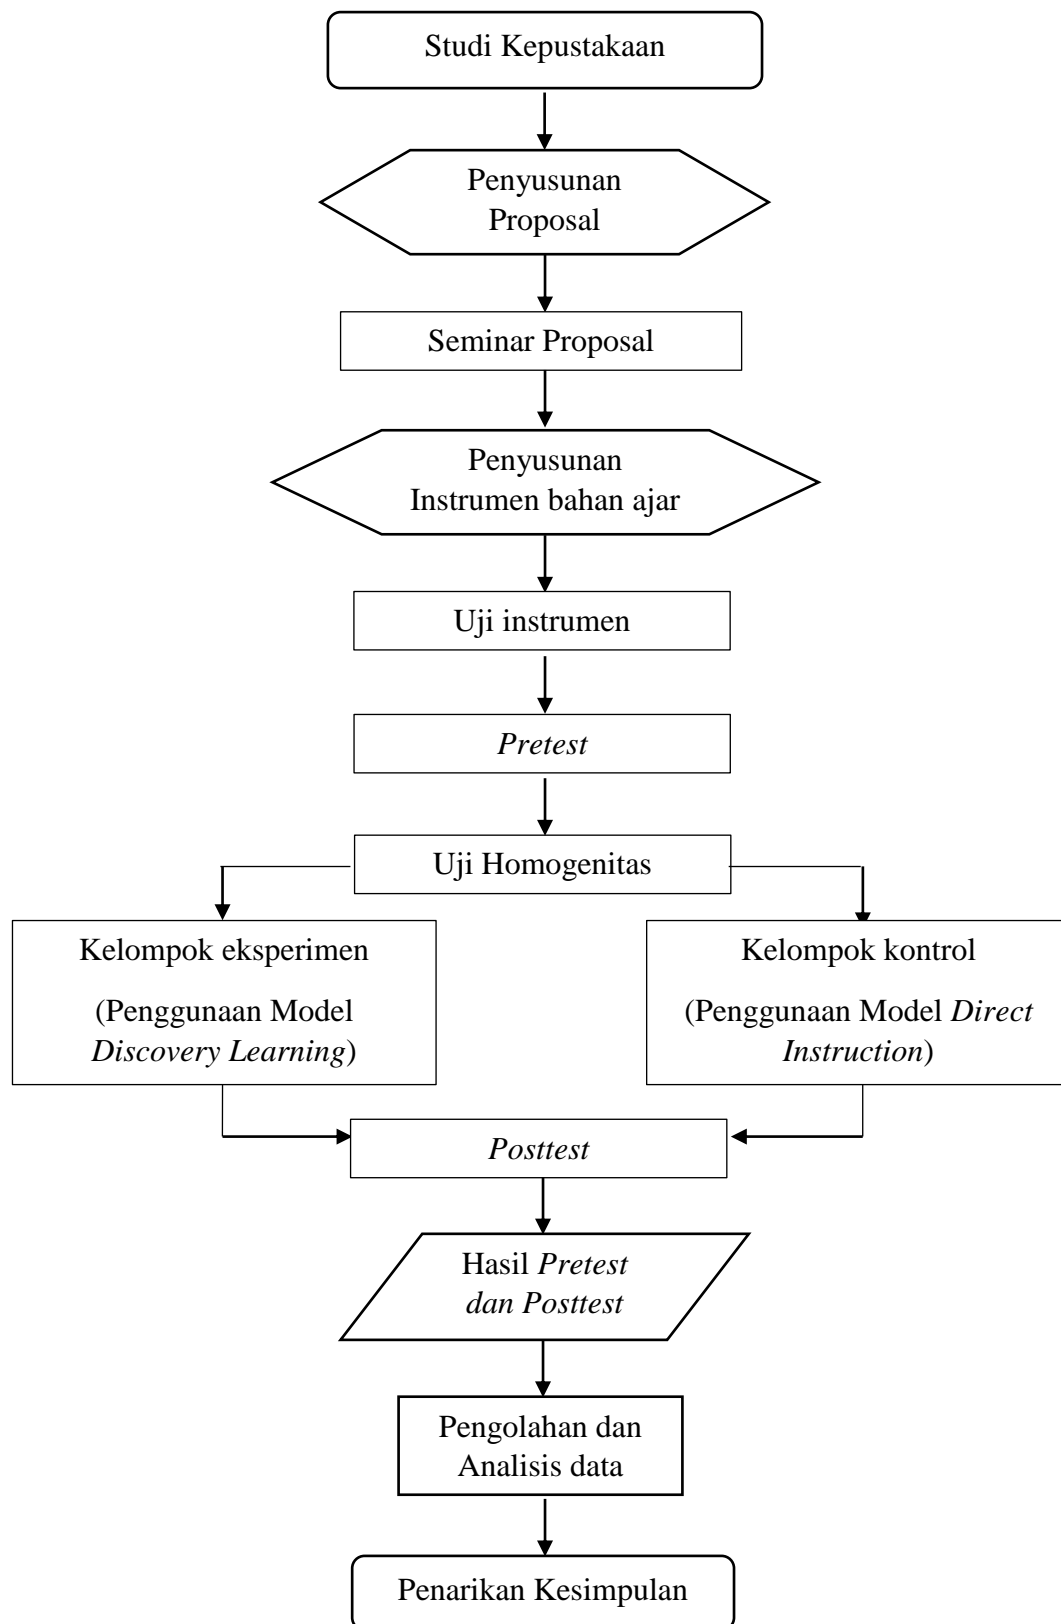 Studi Kepustakaan
Penyusunan
Proposal
Seminar Proposal
Penyusunan
Instrumen bahan ajar
Uji instrumen
Pretest
Uji Homogenitas
Kelompok eksperimen
(Penggunaan Model
Discovery Learning)
Kelompok kontrol
(Penggunaan Model Direct
Instruction)
Posttest
Hasil Pretest
dan Posttest
Pengolahan dan
Analisis data
Penarikan Kesimpulan